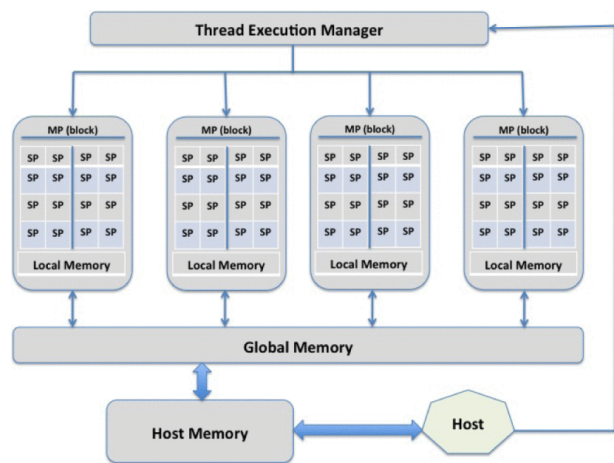 Thread Execution Manager
MP (block) MP (block) MP (block) MP (block)
SP SP SP SP SP SP SP SP SP SP SP SP SP SP SP SP
SP SP SP SP SP SP SP SP SP SP SP SP SP SP SP SP
SP SP SP SP SP SP SP SP SP SP SP SP SP SP SP SP
SP SP SP SP SP SP SP SP SP SP SP SP SP SP SP SP
Local Memory Local Memory Local Memory Local Memory
Global Memory
Host Memory
Host